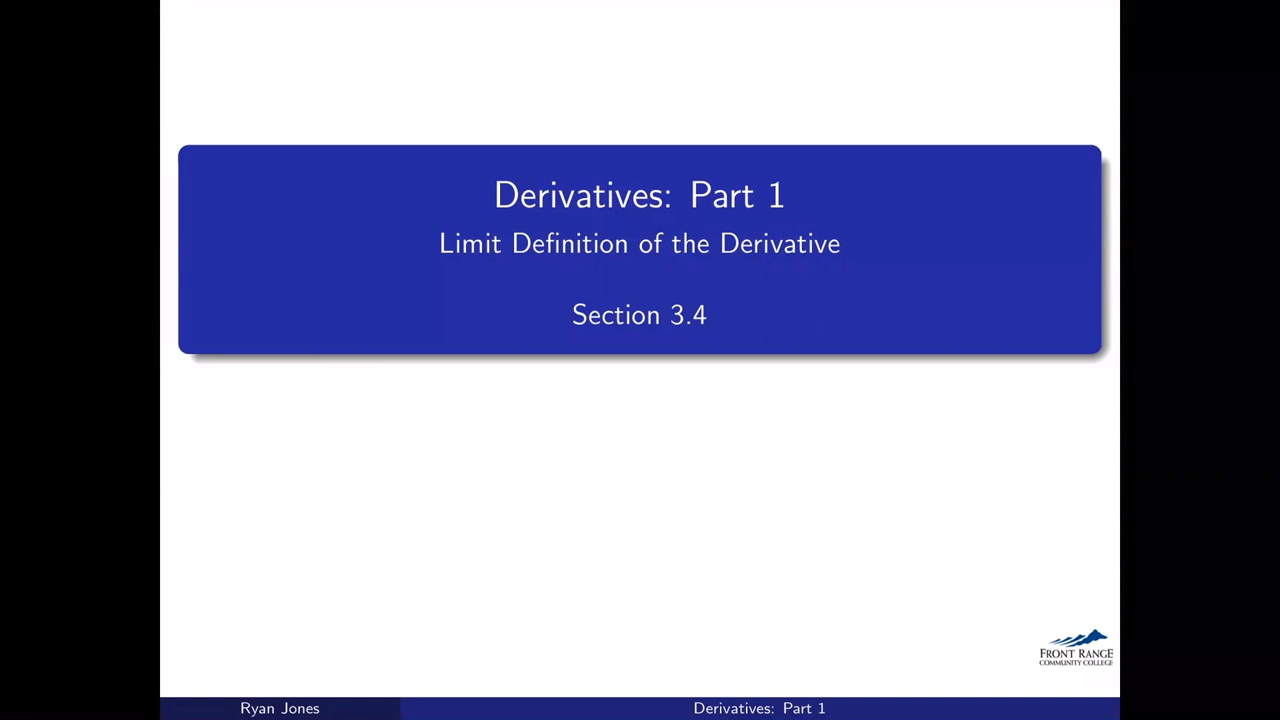 Derivatives: Part 1
Limit Definition of the Derivative
Section 3.4
FRONT RANGE
COMMUNITY COLLEGE
Ryan Jones
Derivatives: Part 1